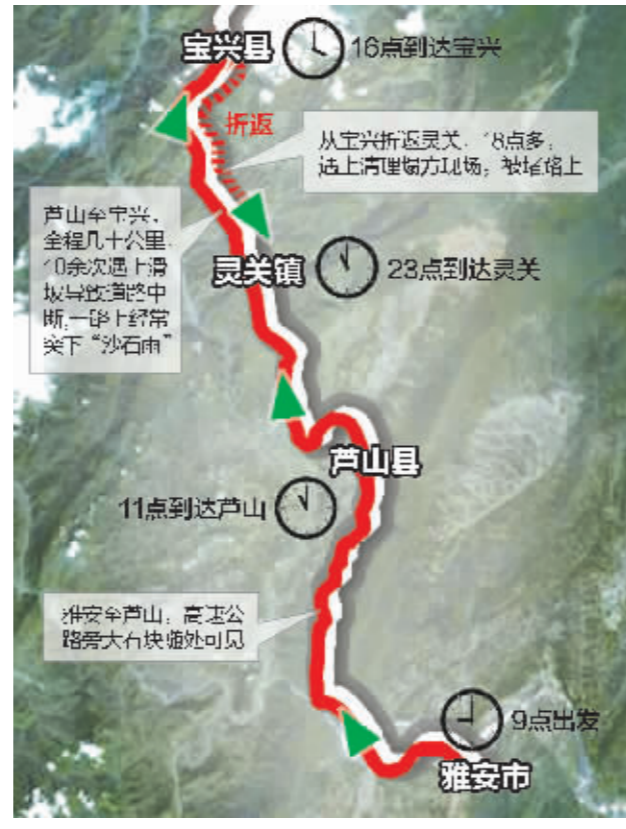 宝兴县
16点到达宝兴
折返
从宝兴折返灵关,18点多,
遇上清理塌方现场,被堵路上
芦山至宝兴,
全程几十公里,
10余次遇上滑
坡导致道路中
断,一路上经常
突下“沙石雨”
灵关镇
23点到达灵关
芦山县
11点到达芦山
雅安至芦山,高速公
路旁大石块随处可见
9点出发
雅安市